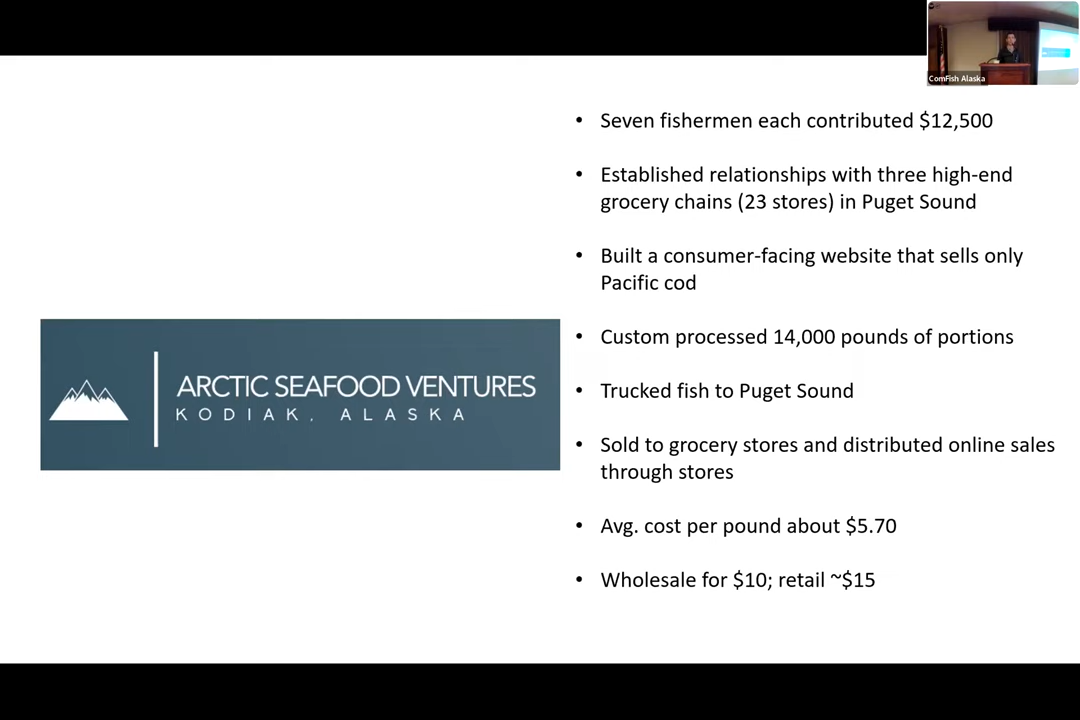 ComFish Alaska
• Seven fishermen each contributed $12,500
• Established relationships with three high-end
grocery chains (23 stores) in Puget Sound
• Built a consumer-facing website that sells only
Pacific cod
• Custom processed 14,000 pounds of portions
• Trucked fish to Puget Sound
• Sold to grocery stores and distributed online sales
through stores
• Avg. cost per pound about $5.70
• Wholesale for $10; retail ~$15
ARCTIC SEAFOOD VENTURES
KODIAK, ALASKA